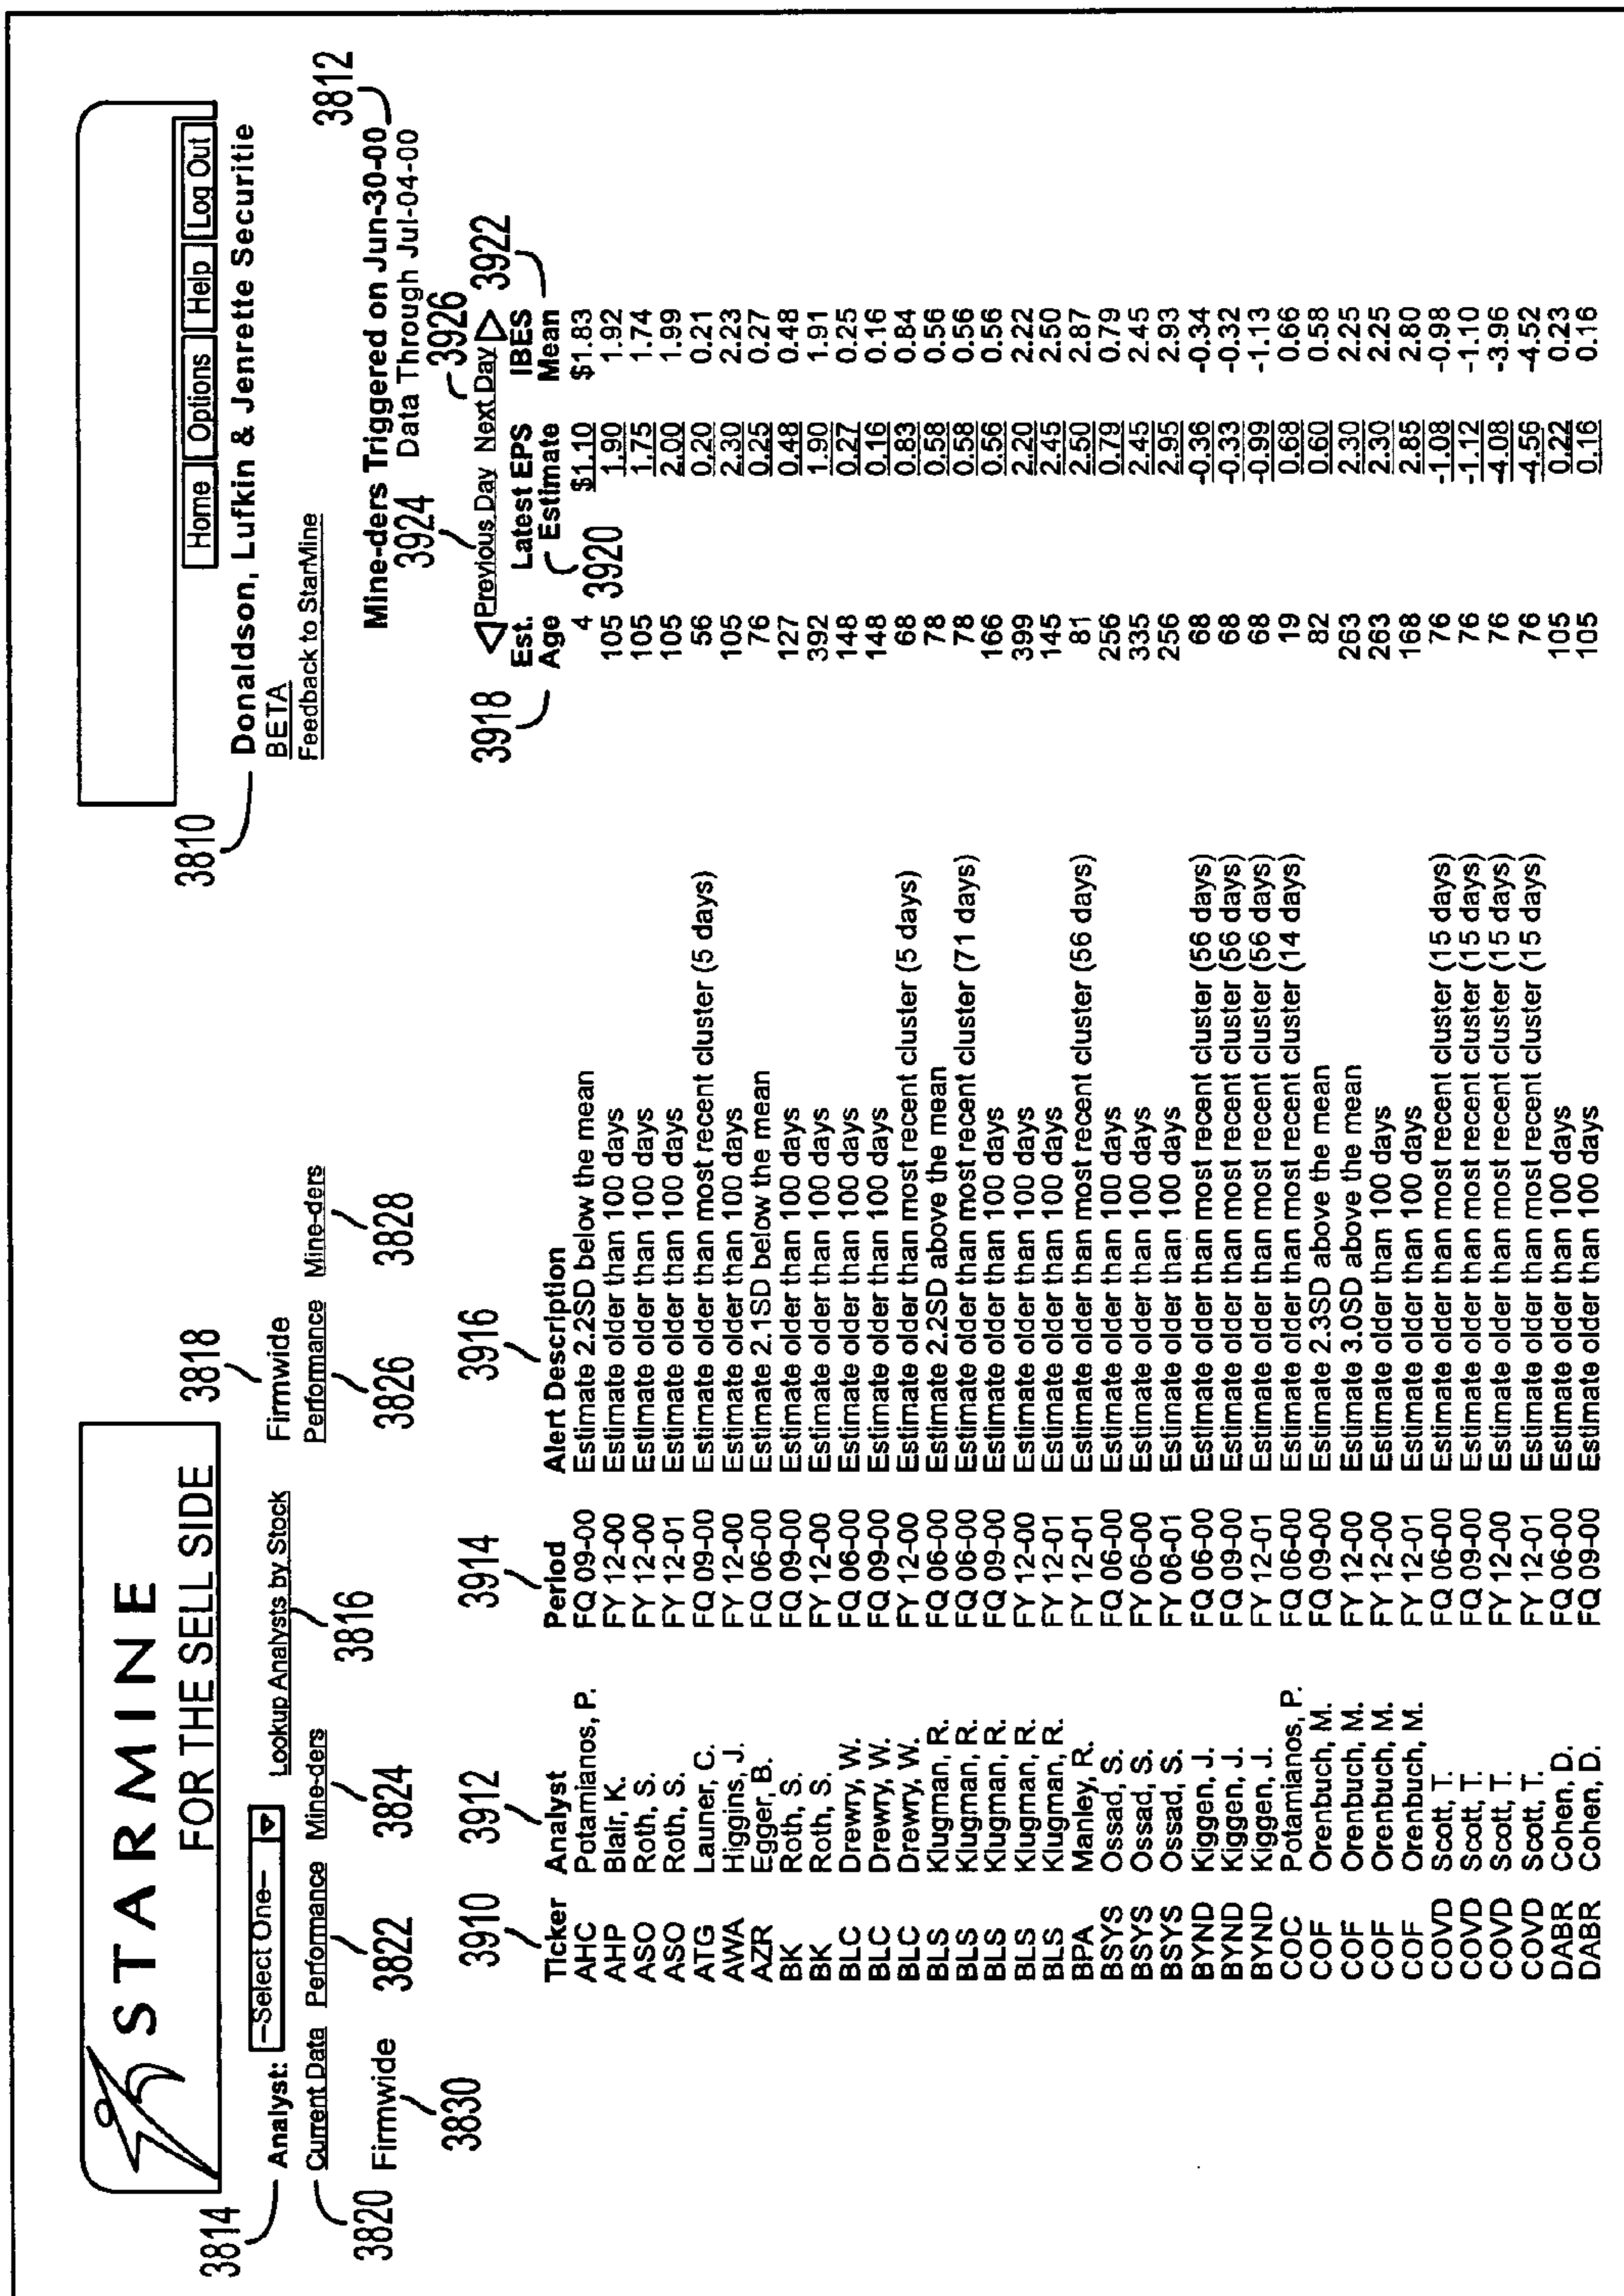 STARMINE
FOR THE SELL SIDE
Home Options Help Log Out
3810
Donaldson, Lufkin & Jenrette Securitie
BETA
Feedback to StarMine
3814
Analyst: –Select One– Lookup Analysts by Stock
3816
3818
Firmwide
3820
Current Data Performance Mine-ders Performance Mine-ders
3822 3824 3826 3828
Firmwide
3830
3812
Mine-ders Triggered on Jun-30-00
Data Through Jul-04-00
3924 3926
Previous Day Next Day
3910 3912 3914 3916 3918 3920 3922
Est. Latest EPS IBES
Ticker Analyst Period Alert Description Age Estimate Mean
AHC Potamianos, P. FQ 09-00 Estimate 2.2SD below the mean 4 $1.10 $1.83
AHP Blair, K. FY 12-00 Estimate older than 100 days 105 1.90 1.92
ASO Roth, S. FY 12-00 Estimate older than 100 days 105 1.75 1.74
ASO Roth, S. FY 12-01 Estimate older than 100 days 105 2.00 1.99
ATG Launer, C. FQ 09-00 Estimate older than most recent cluster (5 days) 56 0.20 0.21
AWA Higgins, J. FY 12-00 Estimate older than 100 days 105 2.30 2.23
AZR Egger, B. FQ 06-00 Estimate 2.1SD below the mean 76 0.25 0.27
BK Roth, S. FQ 09-00 Estimate older than 100 days 127 0.48 0.48
BK Roth, S. FY 12-00 Estimate older than 100 days 392 1.90 1.91
BLC Drewry, W. FQ 06-00 Estimate older than 100 days 148 0.27 0.25
BLC Drewry, W. FQ 09-00 Estimate older than 100 days 148 0.16 0.16
BLC Drewry, W. FY 12-00 Estimate older than most recent cluster (5 days) 68 0.83 0.84
BLS Klugman, R. FQ 06-00 Estimate 2.2SD above the mean 78 0.58 0.56
BLS Klugman, R. FQ 06-00 Estimate older than most recent cluster (71 days) 78 0.58 0.56
BLS Klugman, R. FQ 09-00 Estimate older than 100 days 166 0.56 0.56
BLS Klugman, R. FY 12-00 Estimate older than 100 days 399 2.20 2.22
BLS Klugman, R. FY 12-01 Estimate older than 100 days 145 2.45 2.50
BPA Manley, R. FY 12-01 Estimate older than most recent cluster (56 days) 81 2.50 2.87
BSYS Ossad, S. FQ 06-00 Estimate older than 100 days 256 0.79 0.79
BSYS Ossad, S. FY 06-00 Estimate older than 100 days 335 2.45 2.45
BSYS Ossad, S. FY 06-01 Estimate older than 100 days 256 2.95 2.93
BYND Kiggen, J. FQ 06-00 Estimate older than most recent cluster (56 days) 68 -0.36 -0.34
BYND Kiggen, J. FQ 09-00 Estimate older than most recent cluster (56 days) 68 -0.33 -0.32
BYND Kiggen, J. FY 12-01 Estimate older than most recent cluster (56 days) 68 -0.99 -1.13
COC Potamianos, P. FQ 06-00 Estimate older than most recent cluster (14 days) 19 0.68 0.66
COF Orenbuch, M. FQ 09-00 Estimate 2.3SD above the mean 82 0.60 0.58
COF Orenbuch, M. FY 12-00 Estimate 3.0SD above the mean 263 2.30 2.25
COF Orenbuch, M. FY 12-00 Estimate older than 100 days 263 2.30 2.25
COF Orenbuch, M. FY 12-01 Estimate older than 100 days 168 2.85 2.80
COVD Scott, T. FQ 06-00 Estimate older than most recent cluster (15 days) 76 -1.08 -0.98
COVD Scott, T. FQ 09-00 Estimate older than most recent cluster (15 days) 76 -1.12 -1.10
COVD Scott, T. FY 12-00 Estimate older than most recent cluster (15 days) 76 -4.08 -3.96
COVD Scott, T. FY 12-01 Estimate older than most recent cluster (15 days) 76 -4.56 -4.52
DABR Cohen, D. FQ 06-00 Estimate older than 100 days 105 0.22 0.23
DABR Cohen, D. FQ 09-00 Estimate older than 100 days 105 0.16 0.16